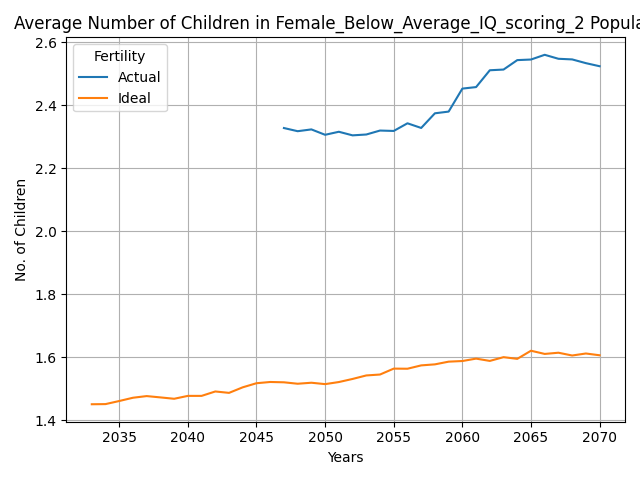 Average Number of Children in Female_Below_Average_IQ_scoring_2 Popula
2.6
2.4
2.2
2.0
1.8
1.6
1.4
No. of Children
Fertility
Actual
Ideal
2035 2040 2045 2050 2055 2060 2065 2070
Years